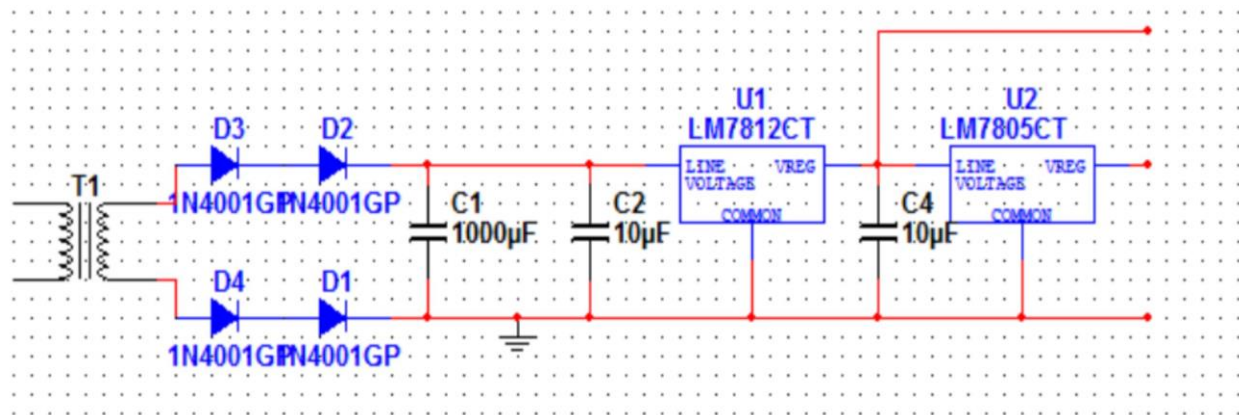 T1
D3
1N4001GP
D2
1N4001GP
D4
1N4001GP
D1
1N4001GP
C1
1000µF
C2
10µF
U1
LM7812CT
LINE
VOLTAGE
VREG
COMMON
C4
10µF
U2
LM7805CT
LINE
VOLTAGE
VREG
COMMON